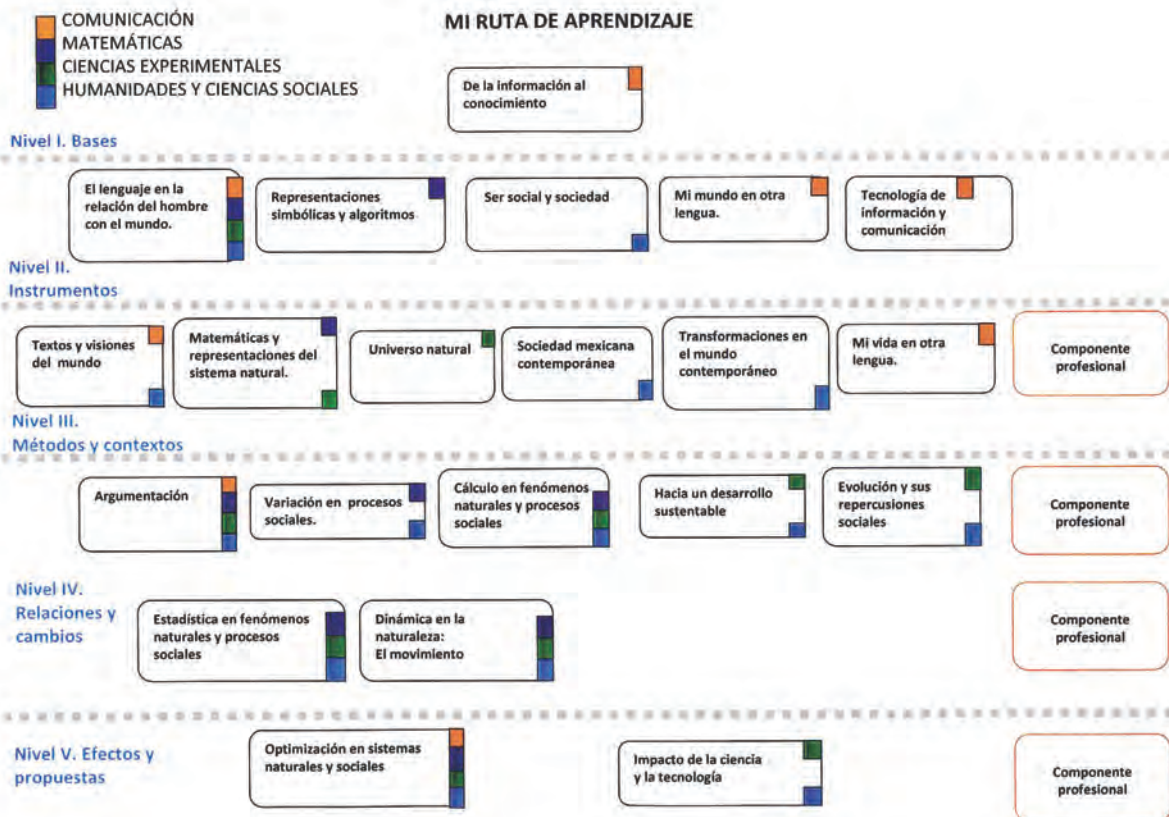 COMUNICACIÓN
MATEMÁTICAS
CIENCIAS EXPERIMENTALES
HUMANIDADES Y CIENCIAS SOCIALES
MI RUTA DE APRENDIZAJE
De la información al
conocimiento
Nivel I. Bases
El lenguaje en la
relación del hombre
con el mundo.
Representaciones
simbólicas y algoritmos
Ser social y sociedad
Mi mundo en otra
lengua.
Tecnología de
información y
comunicación
Nivel II.
Instrumentos
Textos y visiones
del mundo
Matemáticas y
representaciones del
sistema natural.
Universo natural
Sociedad mexicana
contemporánea
Transformaciones en
el mundo
contemporáneo
Mi vida en otra
lengua.
Componente
profesional
Nivel III.
Métodos y contextos
Argumentación
Variación en procesos
sociales.
Cálculo en fenómenos
naturales y procesos
sociales
Hacia un desarrollo
sustentable
Evolución y sus
repercusiones
sociales
Componente
profesional
Nivel IV.
Relaciones y
cambios
Estadística en fenómenos
naturales y procesos
sociales
Dinámica en la
naturaleza:
El movimiento
Componente
profesional
Nivel V. Efectos y
propuestas
Optimización en sistemas
naturales y sociales
Impacto de la ciencia
y la tecnología
Componente
profesional